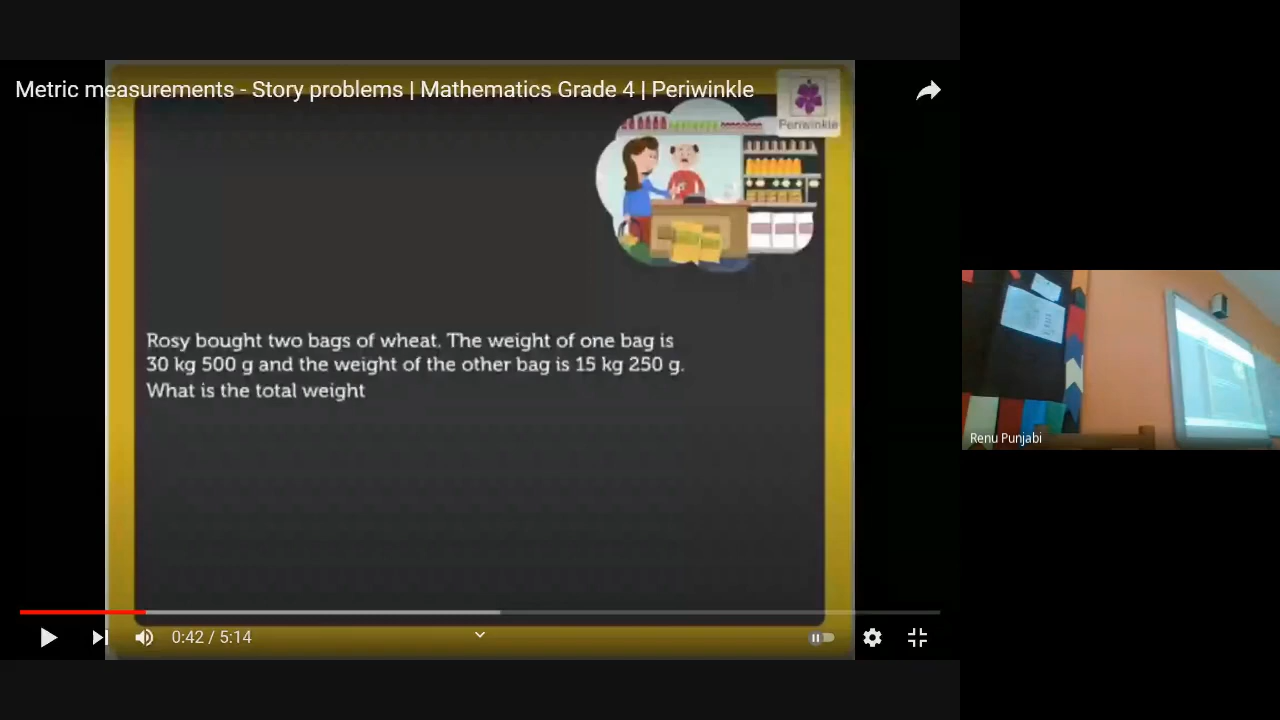 Metric measurements - Story problems | Mathematics Grade 4 | Periwinkle
Periwinkle
Rosy bought two bags of wheat. The weight of one bag is
30 kg 500 g and the weight of the other bag is 15 kg 250 g.
What is the total weight
Renu Punjabi
0:42 / 5:14